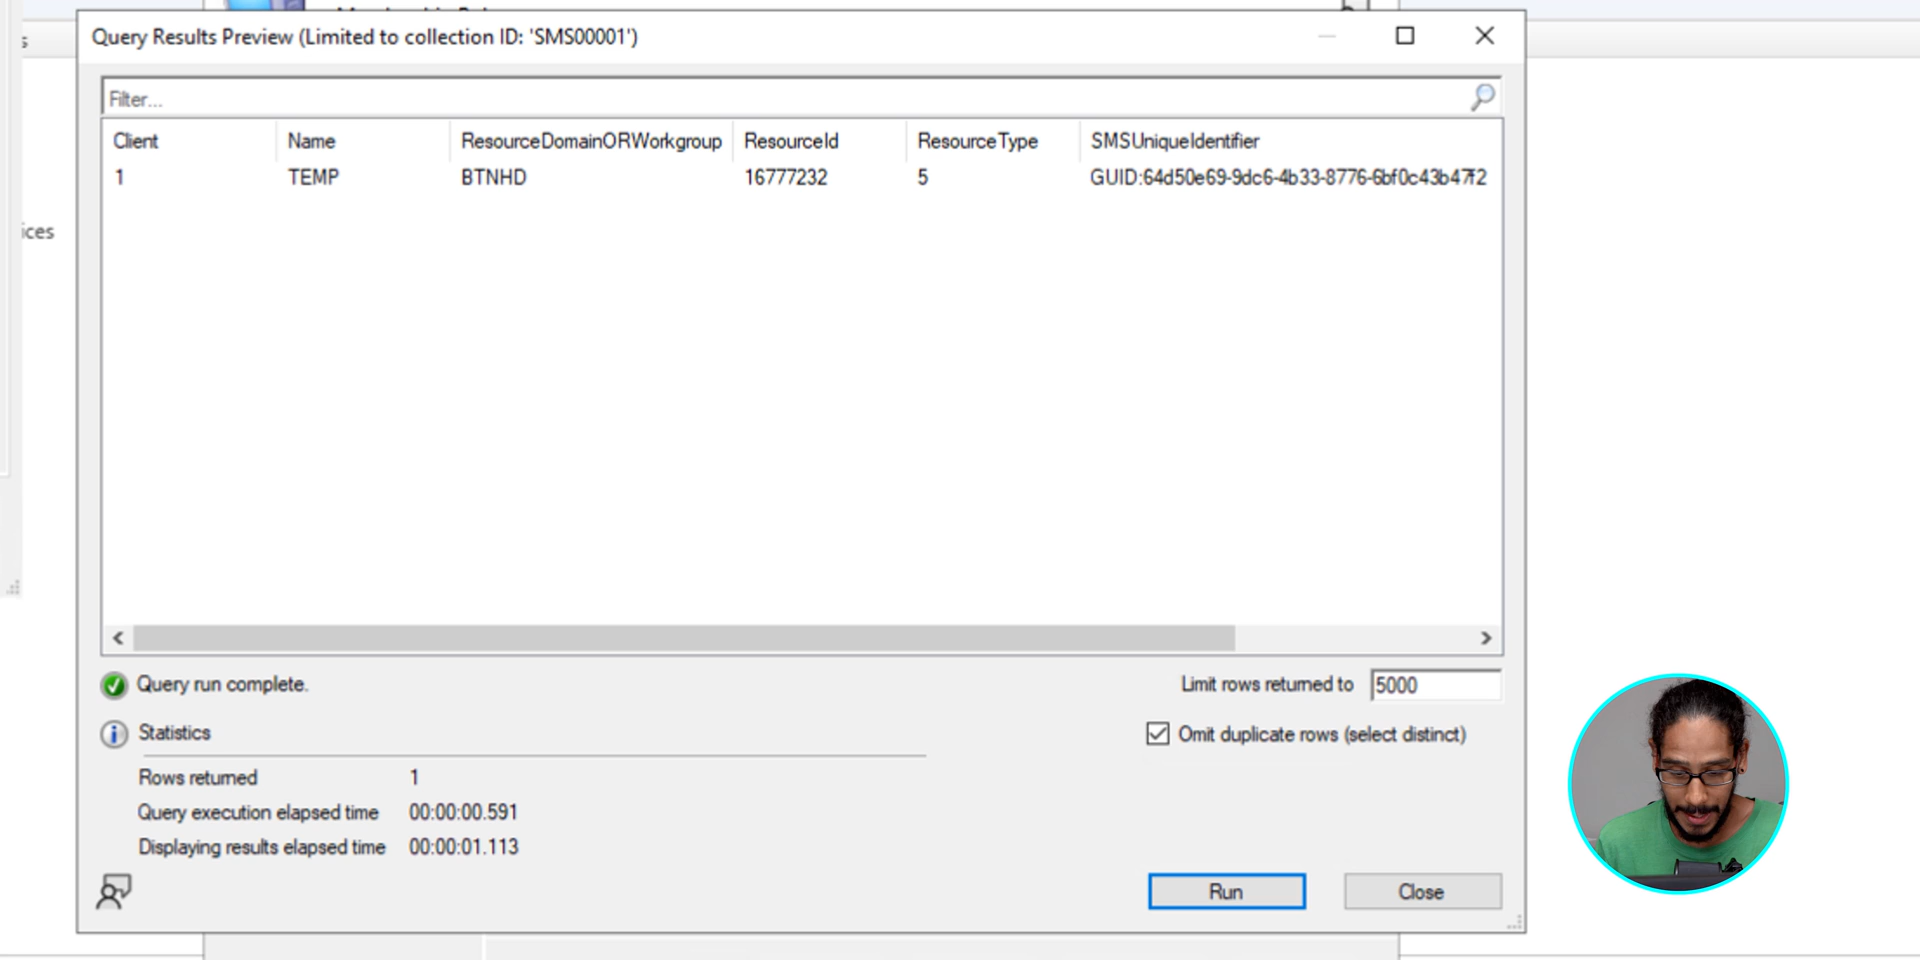 Query Results Preview (Limited to collection ID: 'SMS00001')
s
Filter...
Client Name ResourceDomainORWorkgroup ResourceId ResourceType SMSUniqueIdentifier
1 TEMP BTNHD 16777232 5 GUID:64d50e69-9dc6-4b33-8776-6bf0c43b47f2
ices
Query run complete. Limit rows returned to 5000
Statistics Omit duplicate rows (select distinct)
Rows returned 1
Query execution elapsed time 00:00:00.591
Displaying results elapsed time 00:00:01.113
Run Close